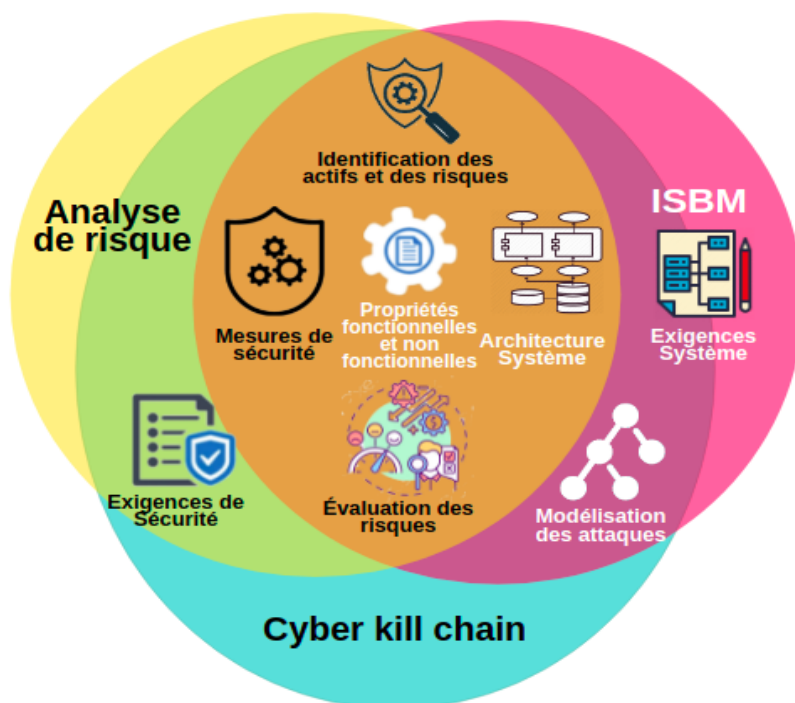 Identification des
actifs et des risques
Analyse
de risque
ISBM
Mesures de
sécurité
Propriétés
fonctionnelles
et non
fonctionnelles
Architecture
Système
Exigences
Système
Exigences de
Sécurité
Évaluation des
risques
Modélisation
des attaques
Cyber kill chain